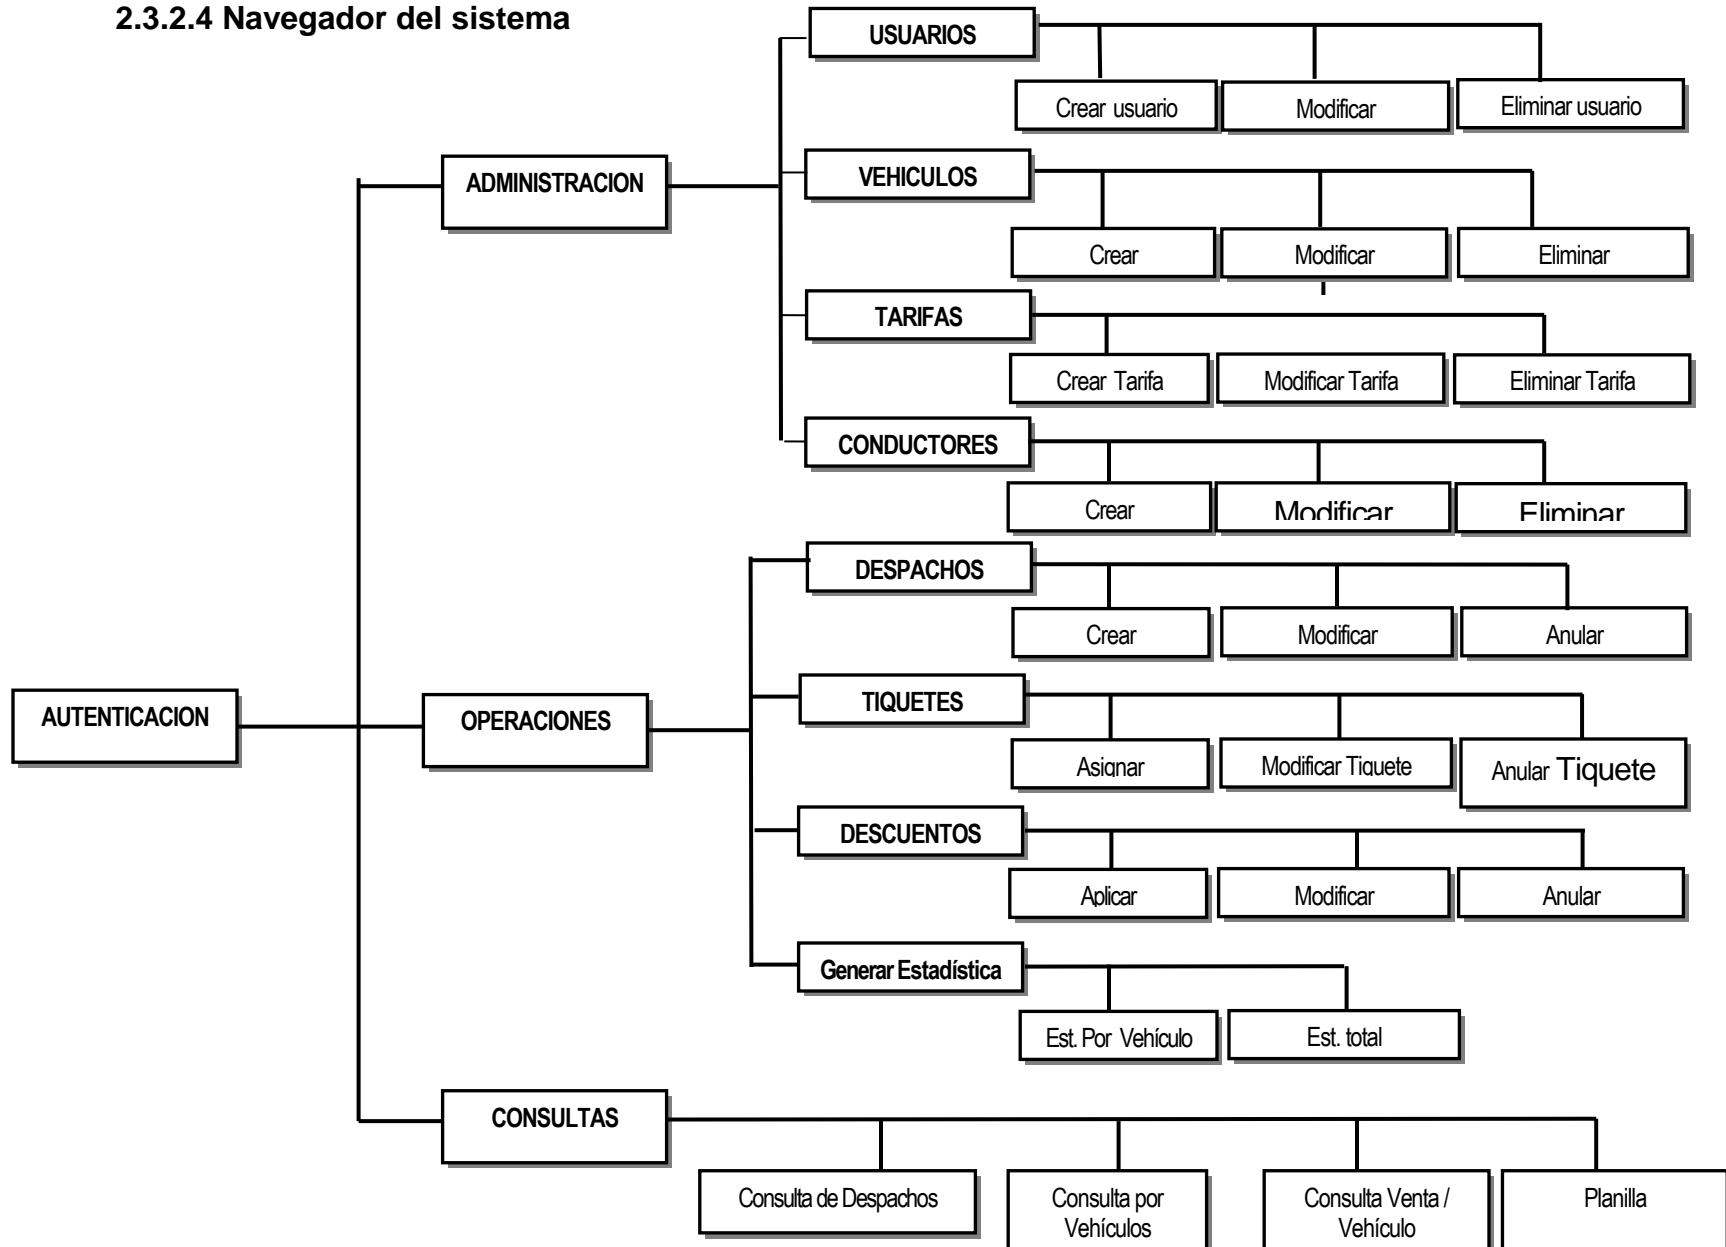 2.3.2.4 Navegador del sistema
USUARIOS
Crear usuario
Modificar
Eliminar usuario
ADMINISTRACION
VEHICULOS
Crear
Modificar
Eliminar
TARIFAS
Crear Tarifa
Modificar Tarifa
Eliminar Tarifa
CONDUCTORES
Crear
Modificar
Eliminar
DESPACHOS
Crear
Modificar
Anular
AUTENTICACION
OPERACIONES
TIQUETES
Asignar
Modificar Tiquete
Anular Tiquete
DESCUENTOS
Aplicar
Modificar
Anular
Generar Estadística
Est. Por Vehículo
Est. total
CONSULTAS
Consulta de Despachos
Consulta por
Vehículos
Consulta Venta /
Vehículo
Planilla